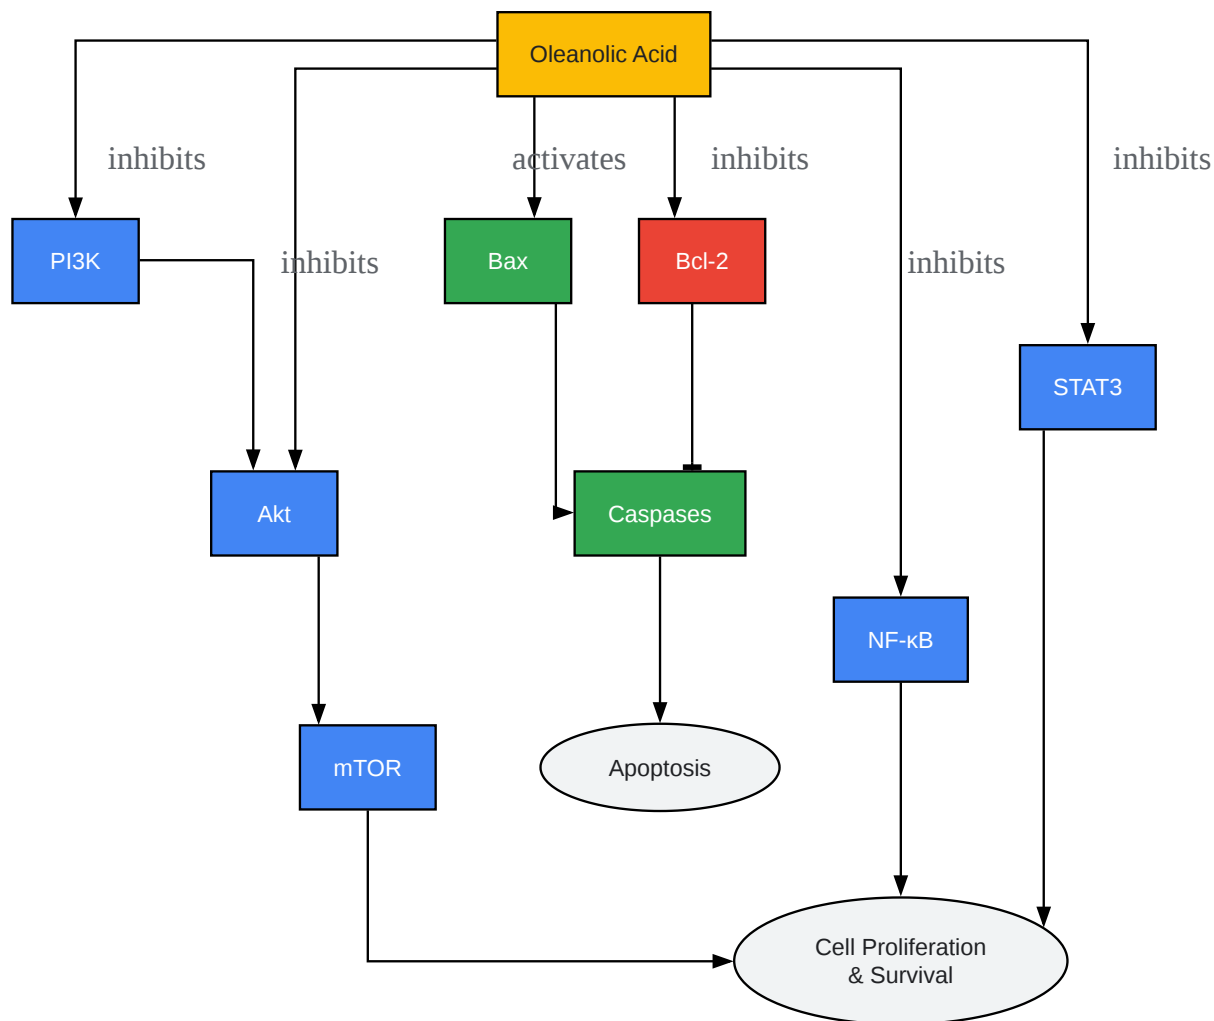 Oleanolic Acid
inhibits
activates
inhibits
inhibits
PI3K
inhibits
Bax
Bcl-2
inhibits
STAT3
Akt
Caspases
NF-κB
mTOR
Apoptosis
Cell Proliferation
& Survival